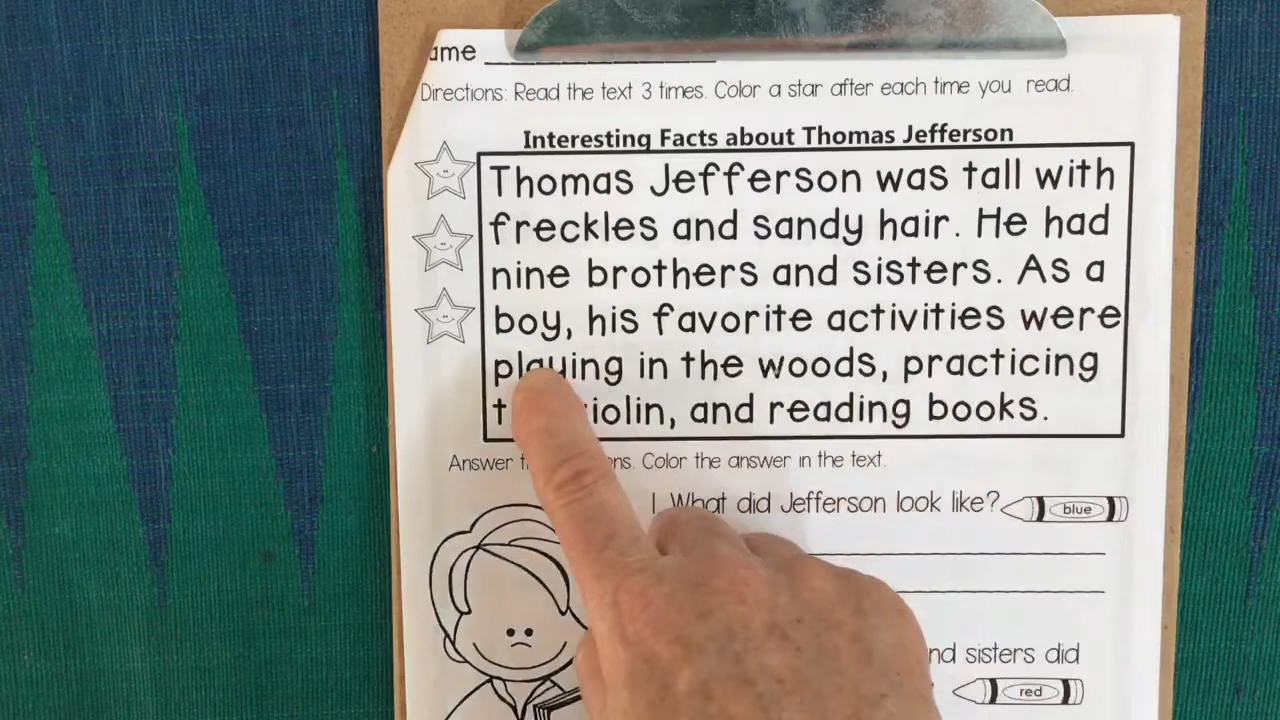 ame
Directions: Read the text 3 times. Color a star after each time you read.
Interesting Facts about Thomas Jefferson
Thomas Jefferson was tall with
freckles and sandy hair. He had
nine brothers and sisters. As a
boy, his favorite activities were
playing in the woods, practicing
and reading books.
Answer
Color the answer in the text.
1. What did Jefferson look like?
blue
nd sisters did
red